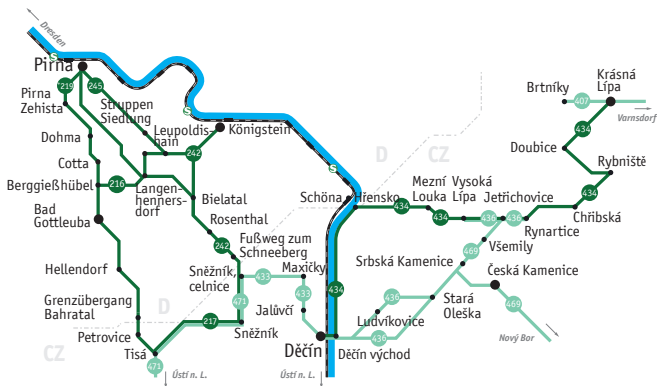 Dresden
S
Pirna
219
245
Pirna
Zehista
Struppen
Siedlung
Dohma
Leupoldis-
hain
S
Königstein
Cotta
242
Berggießhübel
216
Langen-
henners-
dorf
Bad
Gottleuba
Bielatal
Rosenthal
242
Fußweg zum
Schneeberg
Hellendorf
Sněžník,
celnice
433
Maxičky
Grenzübergang
Bahratal
D
471
433
Jalůvčí
217
Sněžník
Petrovice
Tisá
CZ
471
Ústí n. L.
Děčín
Ústí n. L.
Děčín východ
434
S
Schöna
Hřensko
D
CZ
434
Mezní
Louka
434
Vysoká
Lípa
436
Jetřichovice
436
Rynartice
Všemily
469
Srbská Kamenice
Česká Kamenice
436
Ludvíkovice
Stará
Oleška
436
469
Nový Bor
Brtníky
407
Krásná
Lípa
Varnsdorf
434
Doubice
Rybniště
434
Chřibská